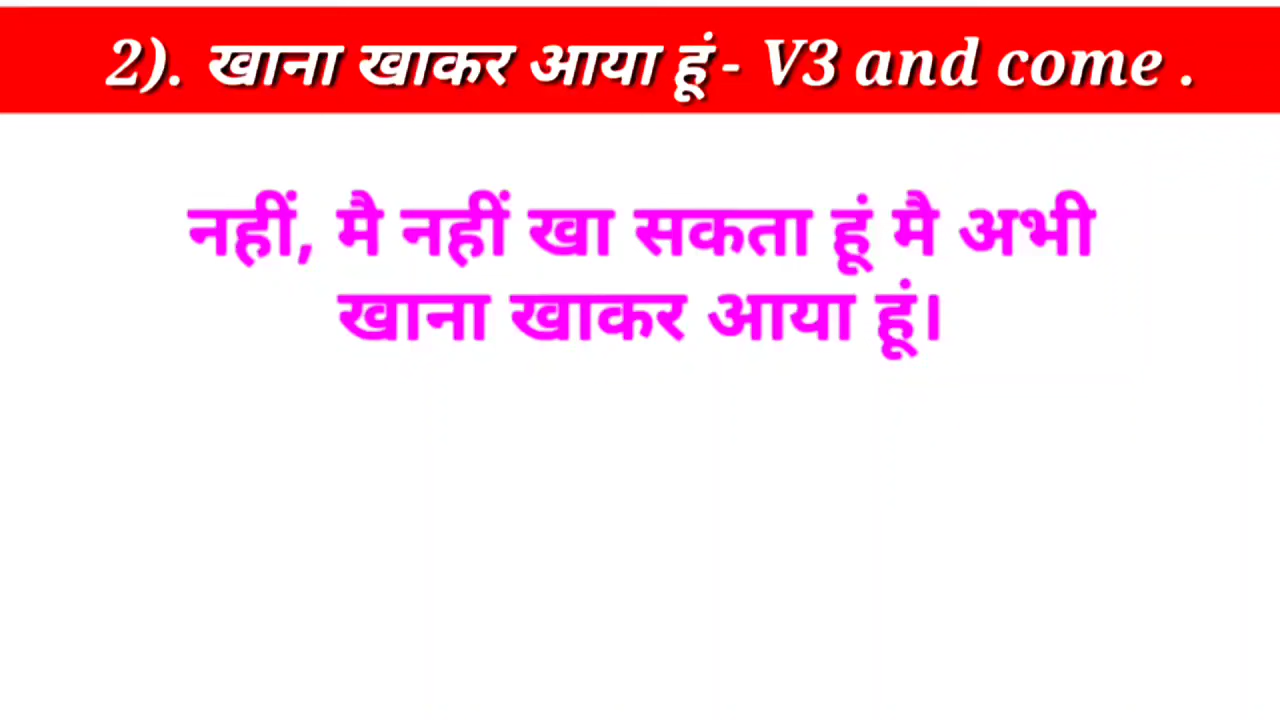 2). खाना खाकर आया हूं - V3 and come .
नहीं, मै नहीं खा सकता हूं मै अभी
खाना खाकर आया हूं।